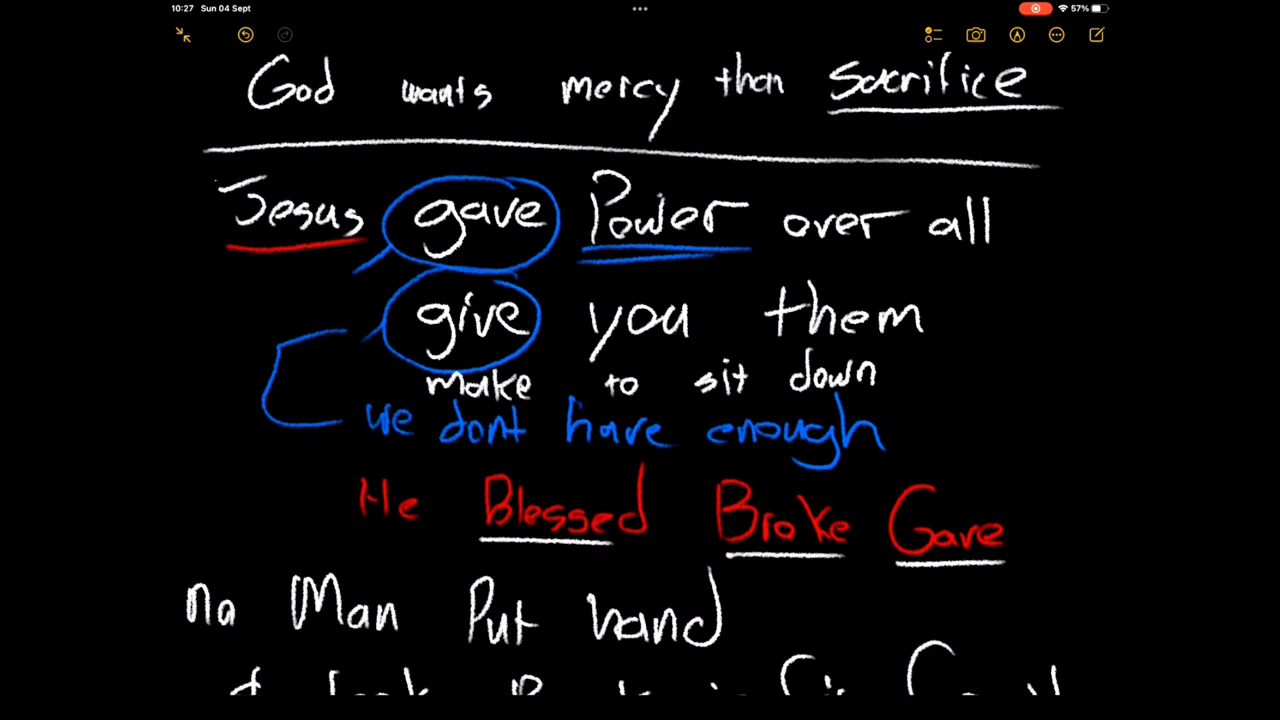 10:27 Sun 04 Sept
57%
God wants mercy than sacrifice
Jesus gave Power over all
give you them
make to sit down
we dont have enough
He Blessed Broke Gave
na Man Put hand